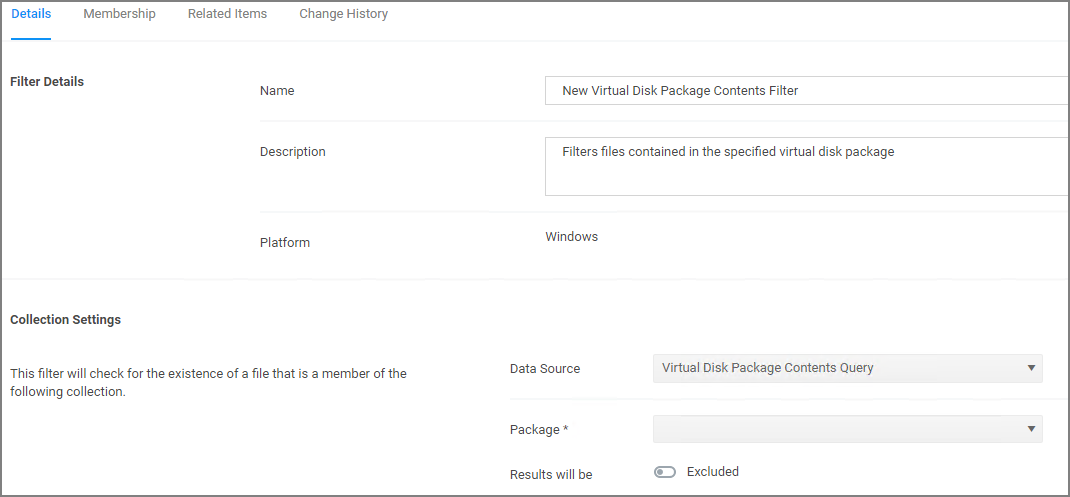 Details Membership Related Items Change History
Filter Details
Name New Virtual Disk Package Contents Filter
Description Filters files contained in the specified virtual disk package
Platform Windows
Collection Settings
This filter will check for the existence of a file that is a member of the
following collection.
Data Source Virtual Disk Package Contents Query
Package *
Results will be Excluded